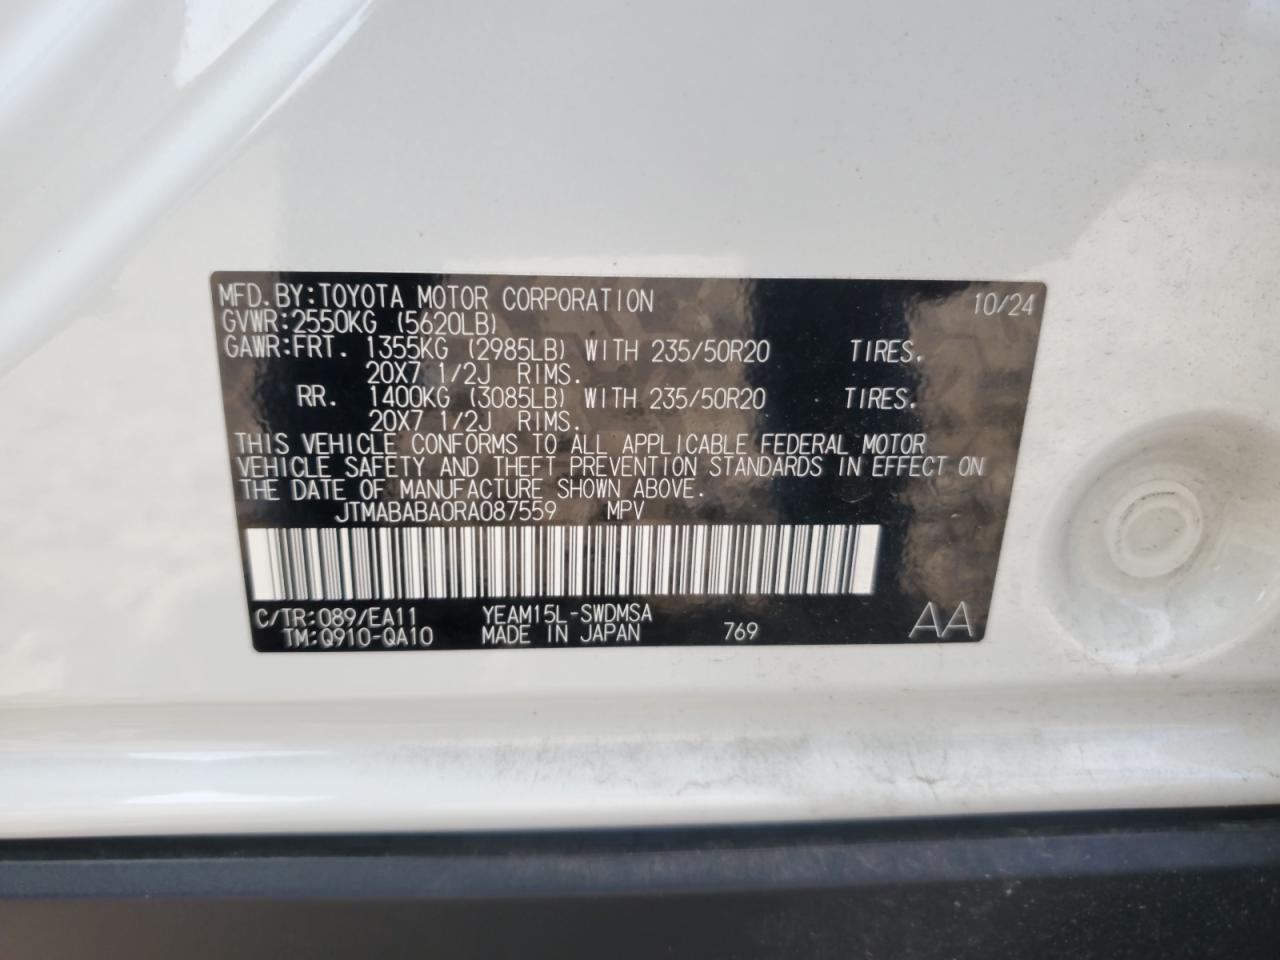 MFD.BY:TOYOTA MOTOR CORPORATION 10/24
GVWR:2550KG (5620LB)
GAWR:FRT. 1355KG (2985LB) WITH 235/50R20 TIRES.
20X7 1/2J RIMS.
RR. 1400KG (3085LB) WITH 235/50R20 TIRES.
20X7 1/2J RIMS.
THIS VEHICLE CONFORMS TO ALL APPLICABLE FEDERAL MOTOR
VEHICLE SAFETY AND THEFT PREVENTION STANDARDS IN EFFECT ON
THE DATE OF MANUFACTURE SHOWN ABOVE.
JTMABABA0RA087559 MPV
C/TR:089/EA11 YEAM15L-SWDMSA
TM:Q910-QA10 MADE IN JAPAN 769 AA